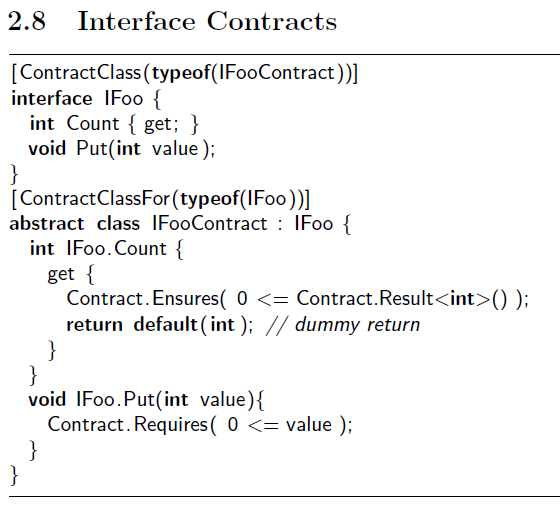 2.8 Interface Contracts
[ContractClass(typeof(IFooContract))]
interface IFoo {
int Count { get; }
void Put(int value);
}
[ContractClassFor(typeof(IFoo))]
abstract class IFooContract : IFoo {
int IFoo.Count {
get {
Contract.Ensures( 0 <= Contract.Result<int>() );
return default(int); // dummy return
}
}
void IFoo.Put(int value){
Contract.Requires( 0 <= value );
}
}